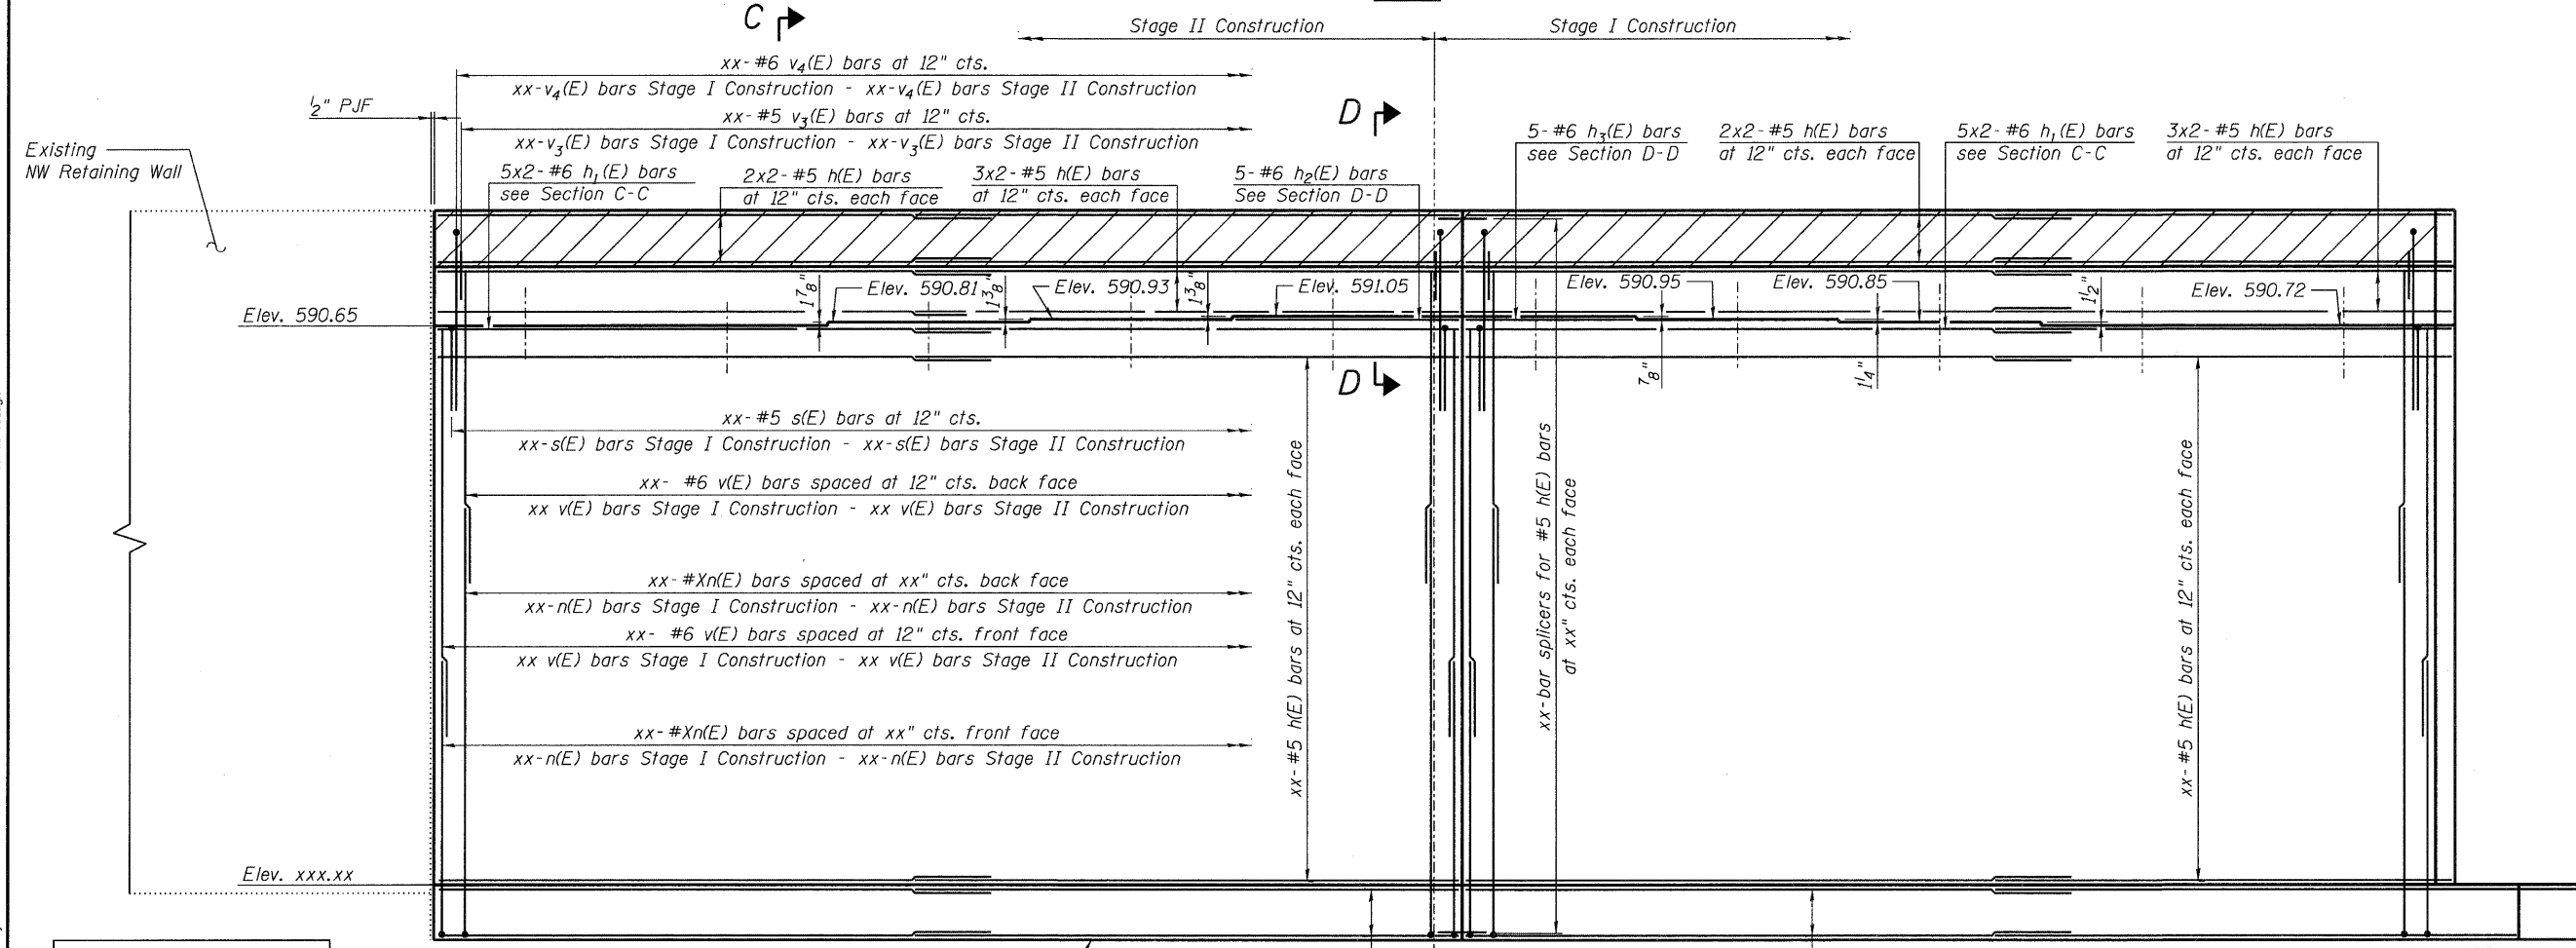 C
Stage II Construction
Stage I Construction
xx-#6 v4(E) bars at 12" cts.
xx-v4(E) bars Stage I Construction - xx-v4(E) bars Stage II Construction
1/2" PJF
xx-#5 v3(E) bars at 12" cts.
xx-v3(E) bars Stage I Construction - xx-v3(E) bars Stage II Construction
D
Existing
NW Retaining Wall
5x2-#6 h1(E) bars
see Section C-C
2x2-#5 h(E) bars
at 12" cts. each face
3x2-#5 h(E) bars
at 12" cts. each face
5-#6 h2(E) bars
See Section D-D
5-#6 h3(E) bars
see Section D-D
2x2-#5 h(E) bars
at 12" cts. each face
5x2-#6 h1(E) bars
see Section C-C
3x2-#5 h(E) bars
at 12" cts. each face
Elev. 590.65
1 7/8"
Elev. 590.81
1 3/8"
Elev. 590.93
1 3/8"
Elev. 591.05
Elev. 590.95
Elev. 590.85
1 1/2"
Elev. 590.72
D
7/8"
1 1/4"
xx-#5 s(E) bars at 12" cts.
xx-s(E) bars Stage I Construction - xx-s(E) bars Stage II Construction
xx- #6 v(E) bars spaced at 12" cts. back face
xx v(E) bars Stage I Construction - xx v(E) bars Stage II Construction
xx-#Xn(E) bars spaced at xx" cts. back face
xx-n(E) bars Stage I Construction - xx-n(E) bars Stage II Construction
xx- #6 v(E) bars spaced at 12" cts. front face
xx v(E) bars Stage I Construction - xx v(E) bars Stage II Construction
xx-#Xn(E) bars spaced at xx" cts. front face
xx-n(E) bars Stage I Construction - xx-n(E) bars Stage II Construction
xx-#5 h(E) bars at 12" cts. each face
xx-bar splicers for #5 h(E) bars
at xx" cts. each face
xx-#5 h(E) bars at 12" cts. each face
Elev. xxx.xx